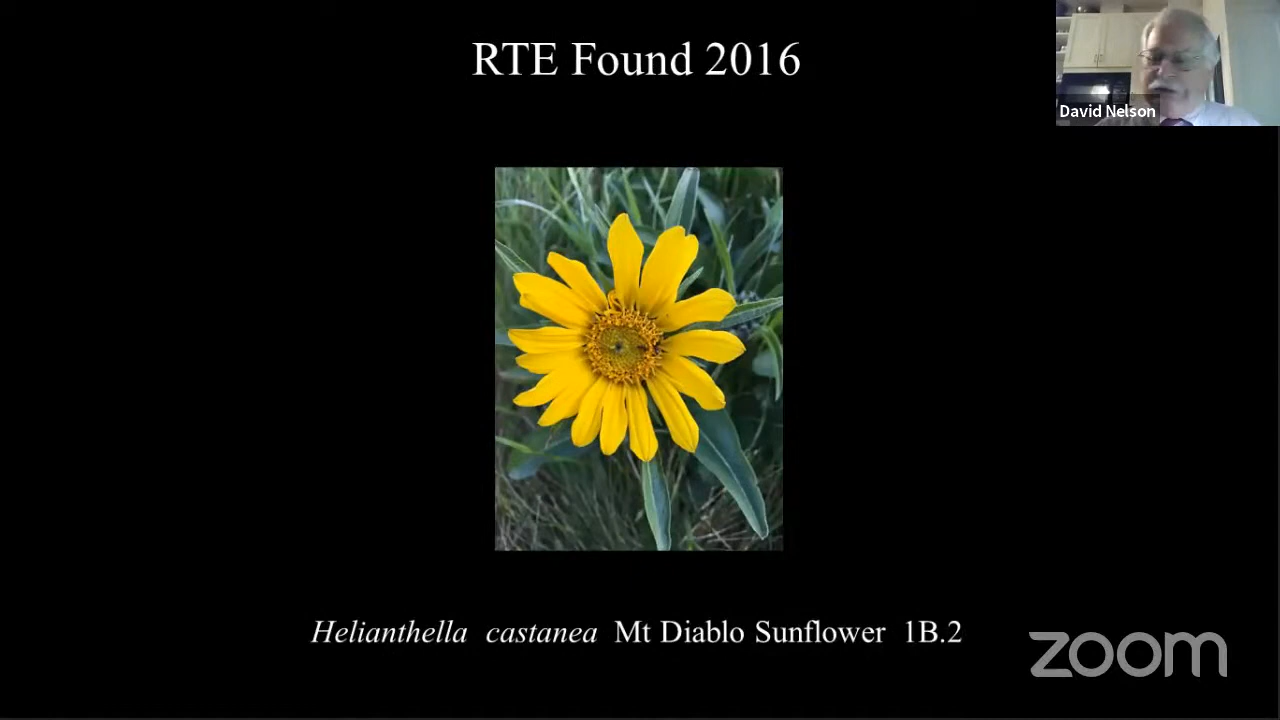 RTE Found 2016
David Nelson
Helianthella castanea Mt Diablo Sunflower 1B.2
zoom